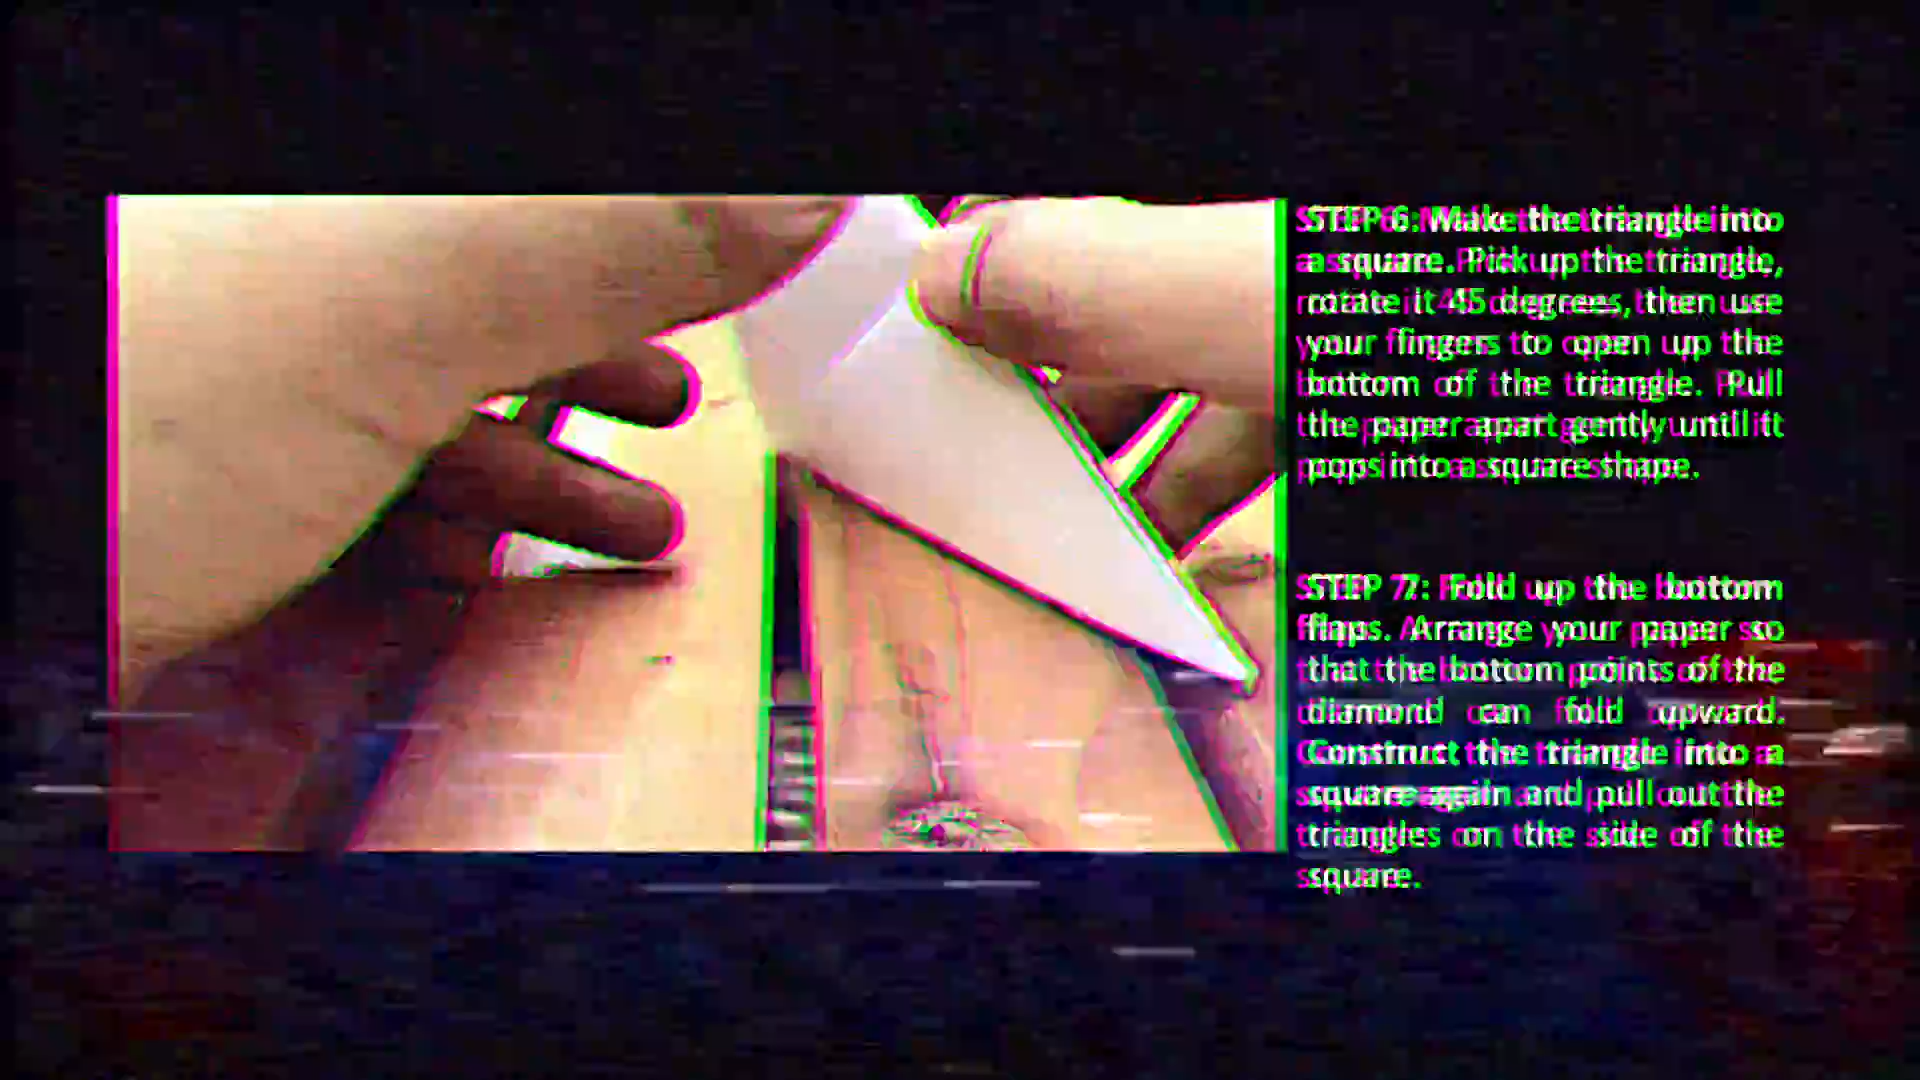 STEP 6: Make the triangle into
a square. Pick up the triangle,
rotate it 45 degrees, then use
your fingers to open up the
bottom of the triangle. Pull
the paper apart gently until it
pops into a square shape.
STEP 7: Fold up the bottom
flaps. Arrange your paper so
that the bottom points of the
diamond can fold upward.
Construct the triangle into a
square again and pull out the
triangles on the side of the
square.